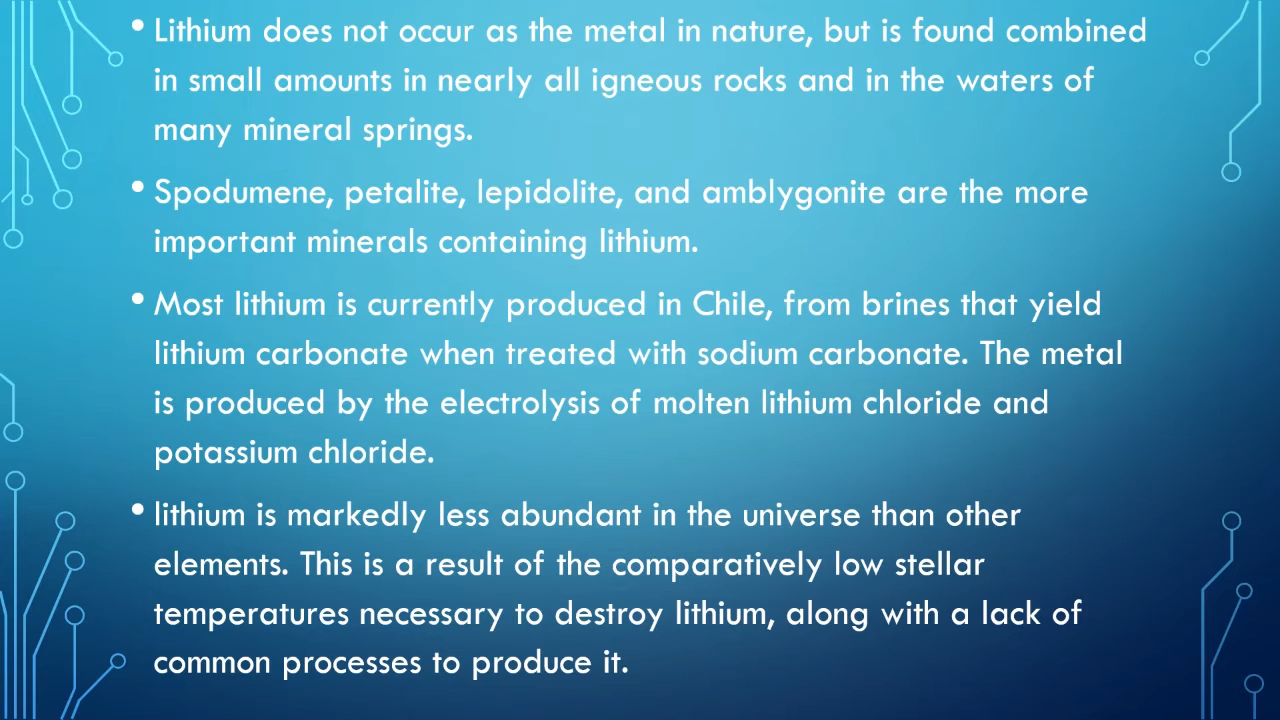 • Lithium does not occur as the metal in nature, but is found combined
in small amounts in nearly all igneous rocks and in the waters of
many mineral springs.
• Spodumene, petalite, lepidolite, and amblygonite are the more
important minerals containing lithium.
• Most lithium is currently produced in Chile, from brines that yield
lithium carbonate when treated with sodium carbonate. The metal
is produced by the electrolysis of molten lithium chloride and
potassium chloride.
• lithium is markedly less abundant in the universe than other
elements. This is a result of the comparatively low stellar
temperatures necessary to destroy lithium, along with a lack of
common processes to produce it.